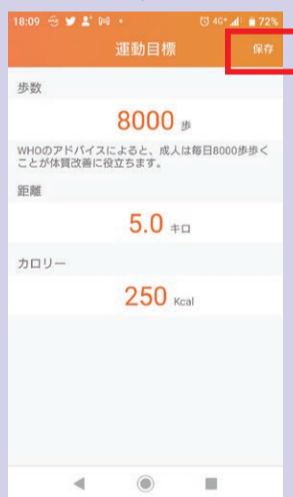 18:09 4G+ 72%
運動目標 保存
歩数
8000 歩
WHOのアドバイスによると、成人は毎日8000歩歩く
ことが体質改善に役立ちます。
距離
5.0 キロ
カロリー
250 Kcal